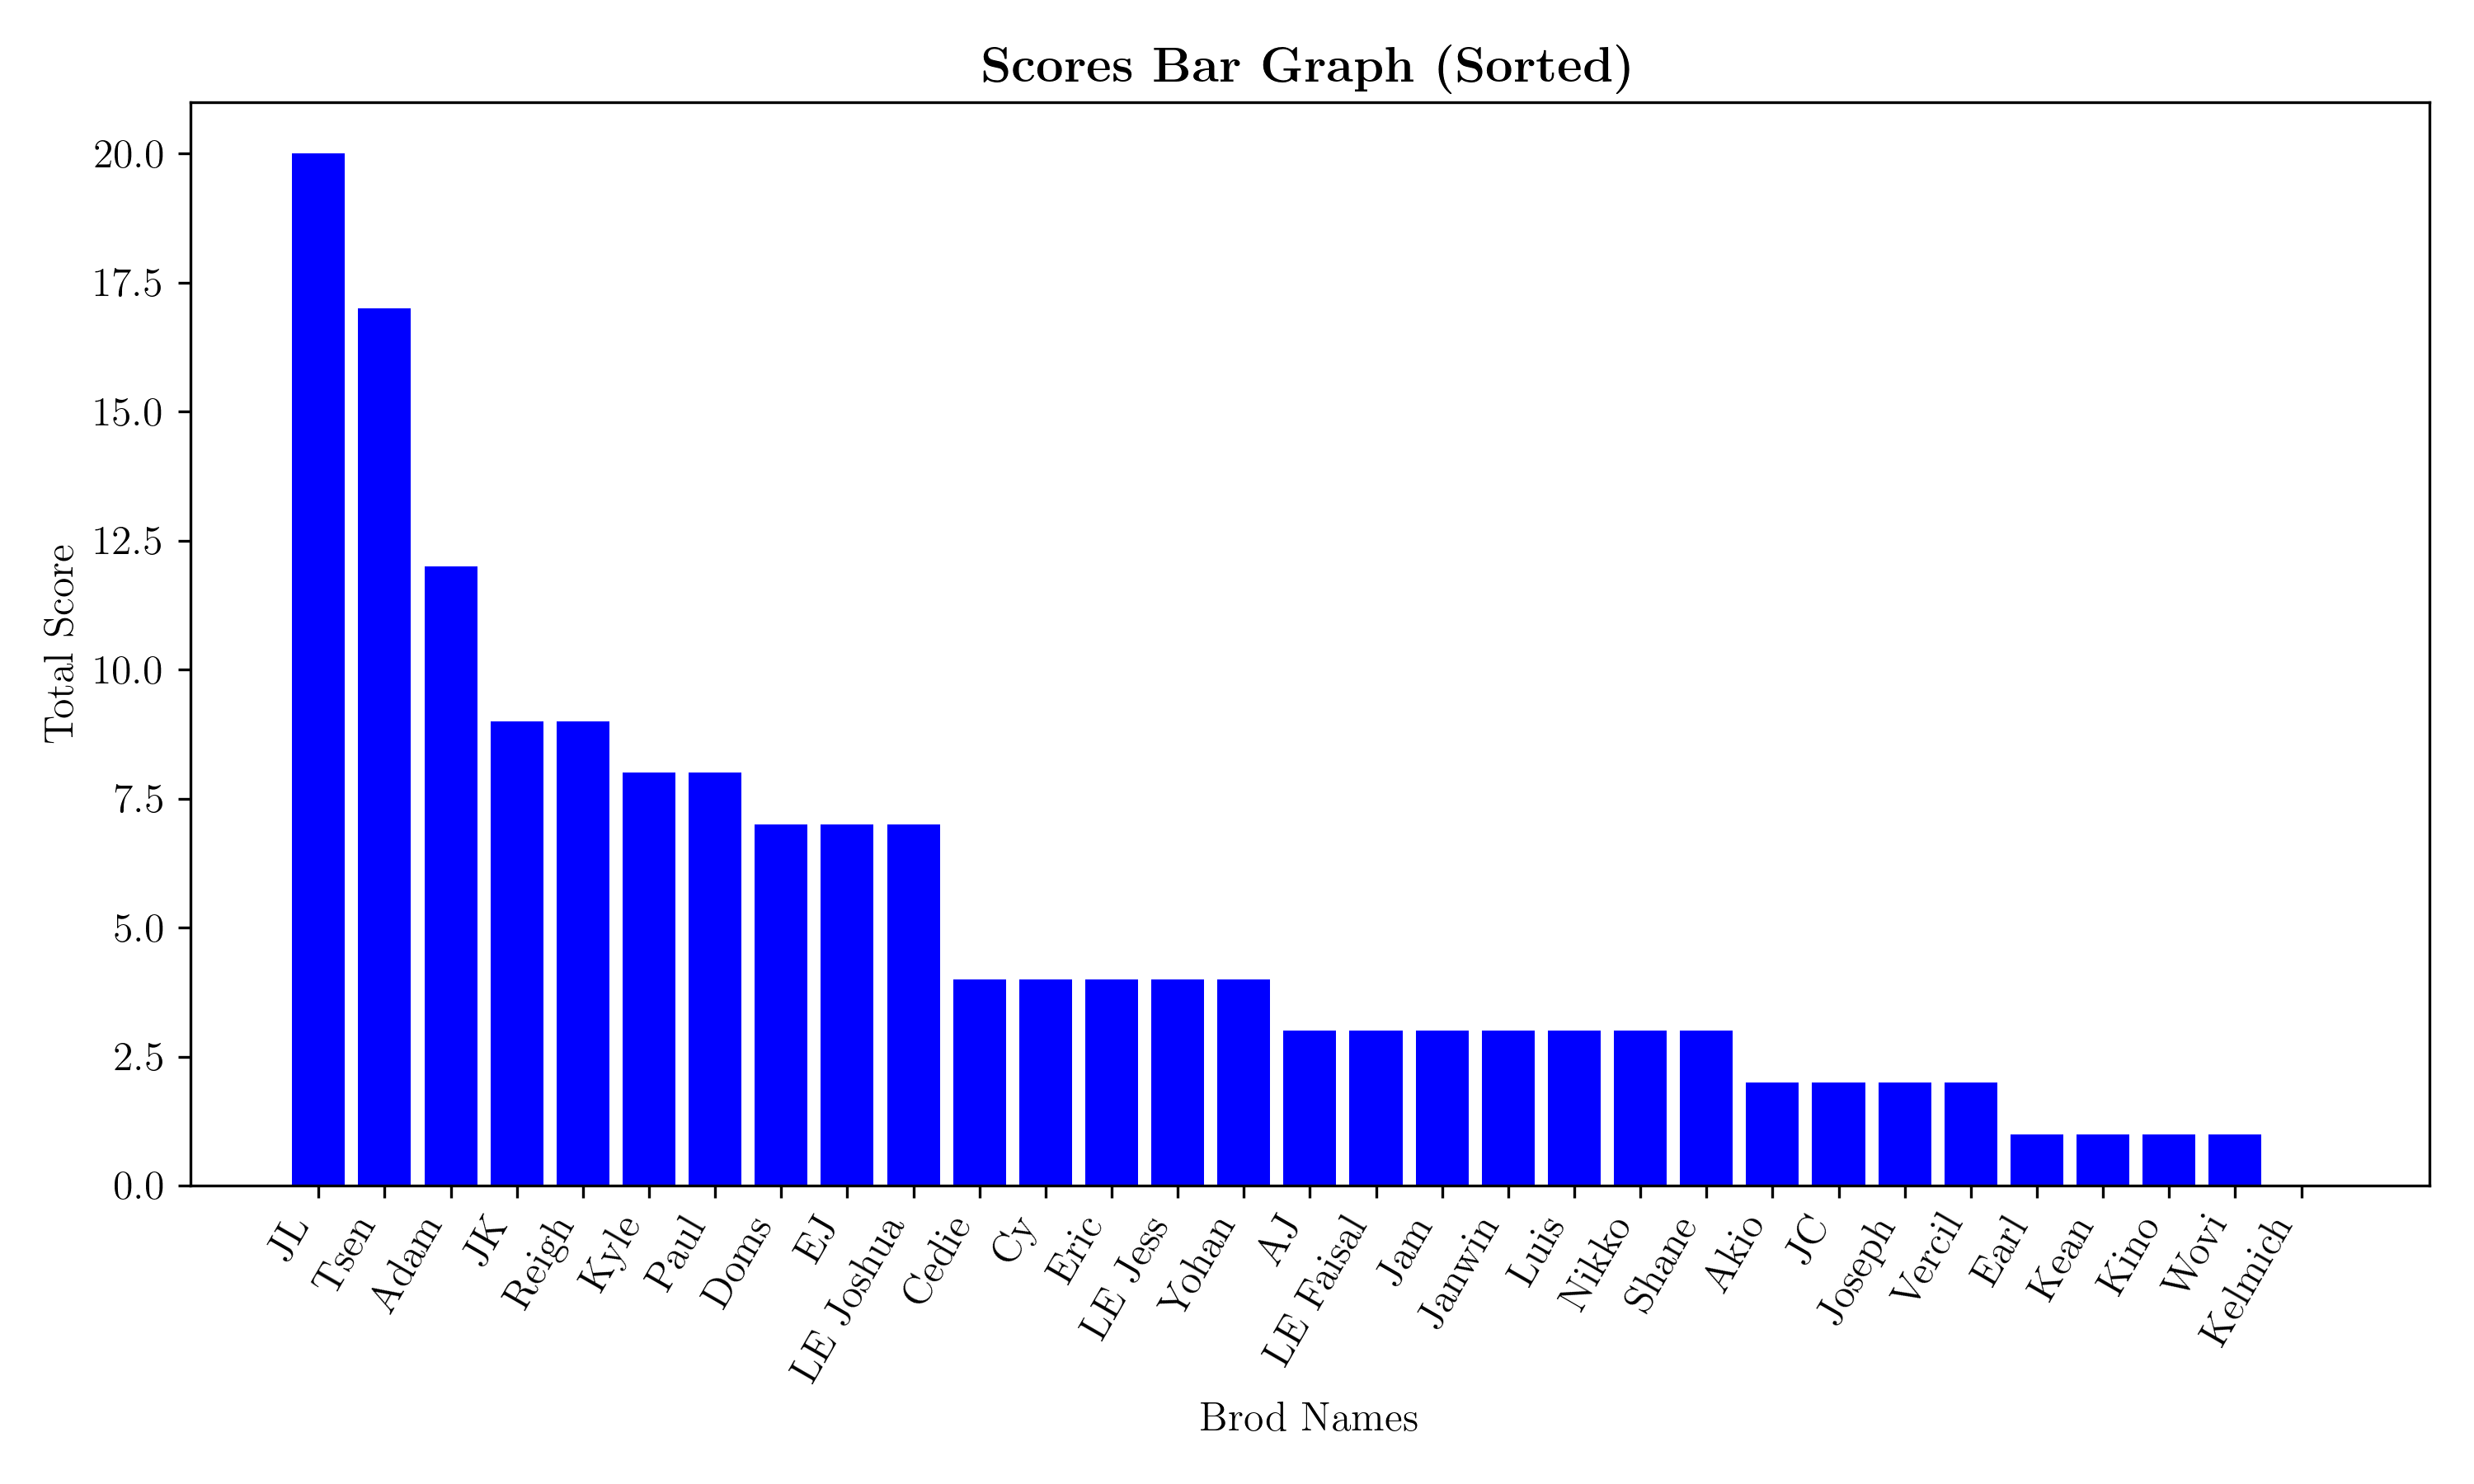 Scores Bar Graph (Sorted)
Total Score
20.0
17.5
15.0
12.5
10.0
7.5
5.0
2.5
0.0
JL
Tsen
Adam
JK
Reign
Kyle
Paul
Doms
EJ
LE Joshua
Cedie
Cy
Eric
LE Jess
Yohan
AJ
LE Faisal
Jam
Janwin
Luis
Nikko
Shane
Akio
JC
Joseph
Vercil
Earl
Kean
Kino
Wovi
Kelmich
Brod Names